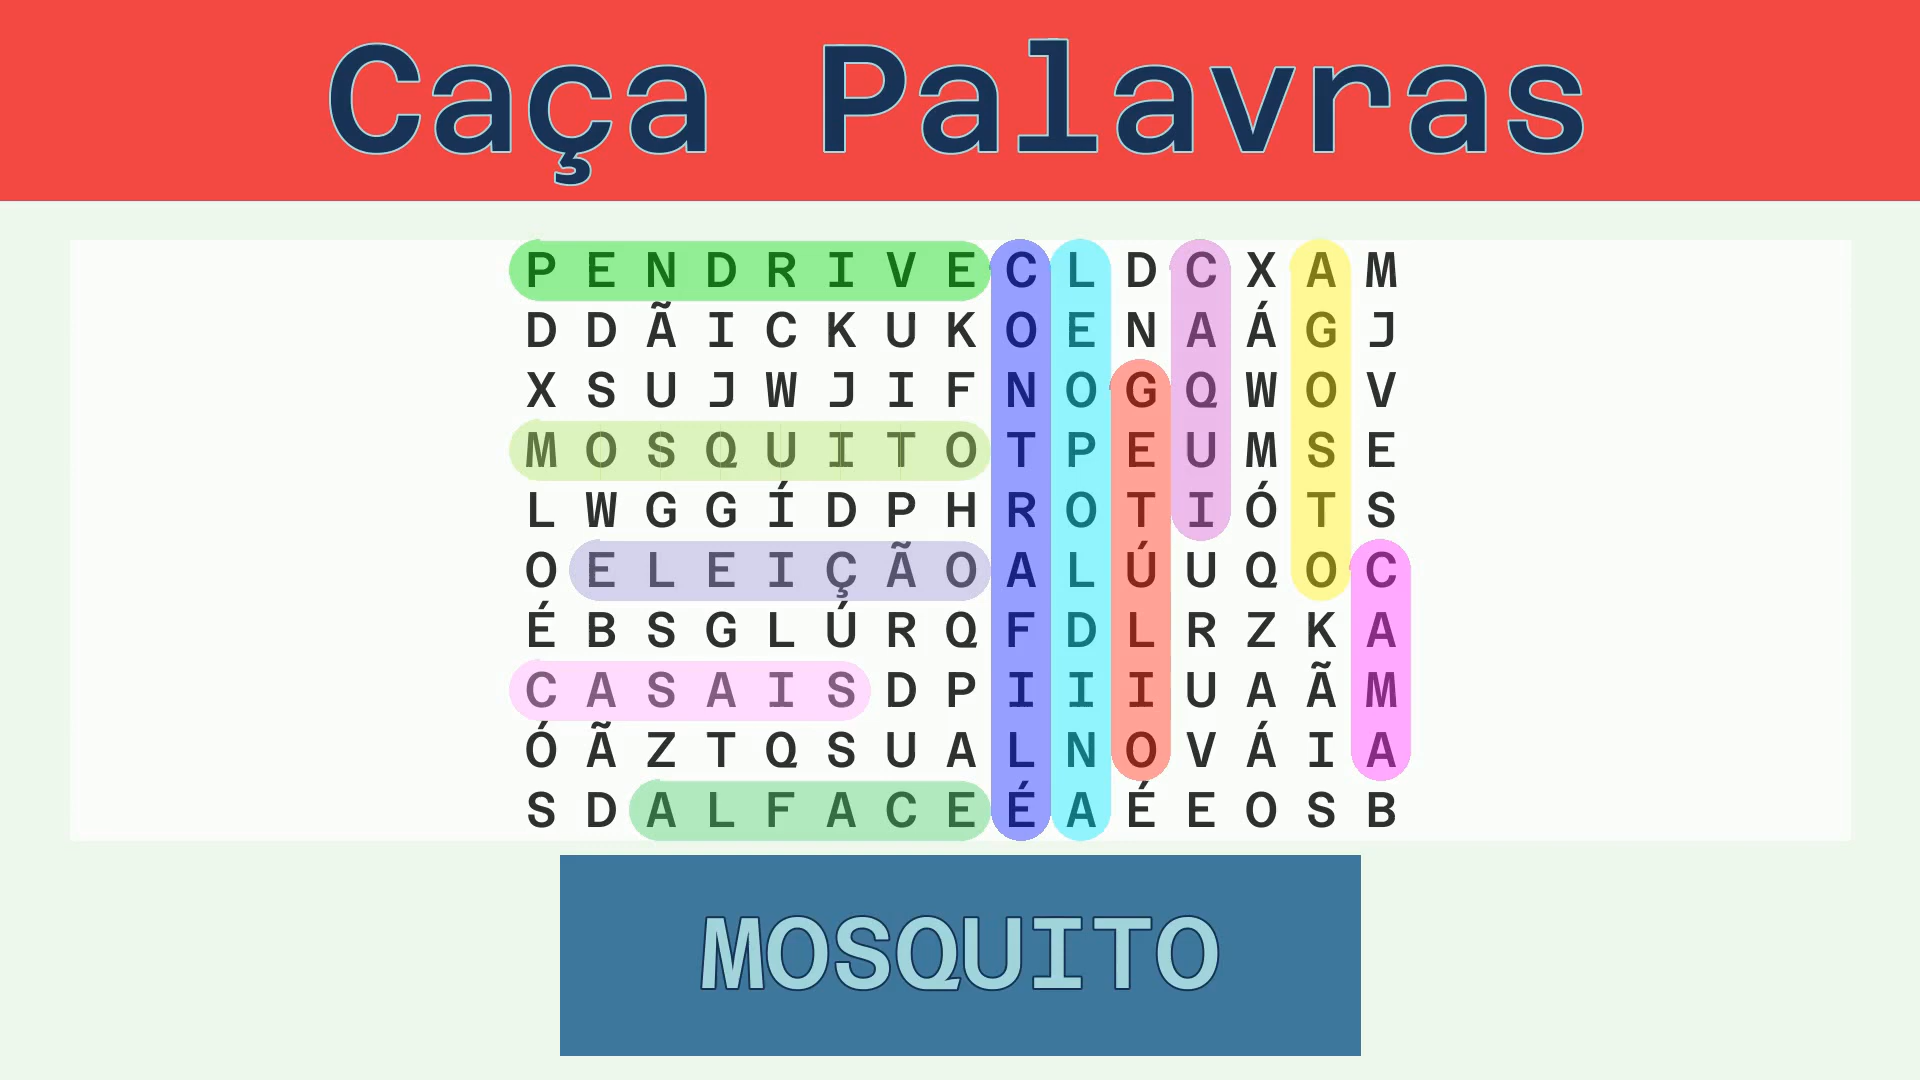 Caça Palavras
P E N D R I V E C L D C X A M
D D Ã I C K U K O E N A Á G J
X S U J W J I F N O G Q W O V
M O S Q U I T O T P E U M S E
L W G G Í D P H R O T I Ó T S
O E L E I Ç Ã O A L Ú U Q O C
É B S G L Ú R Q F D L R Z K A
C A S A I S D P I I I U A Ã M
Ó Ã Z T Q S U A L N O V Á I A
S D A L F A C E É A É E O S B
MOSQUITO